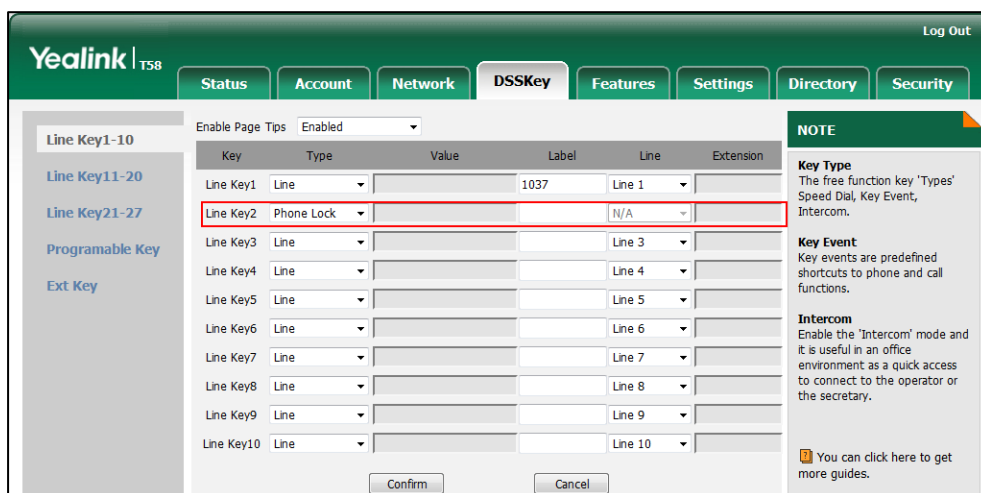 Log Out
Yealink T58
Status Account Network DSSKey Features Settings Directory Security
Line Key1-10
Line Key11-20
Line Key21-27
Programable Key
Ext Key
Enable Page Tips Enabled
Key Type Value Label Line Extension
Line Key1 Line 1037 Line 1
Line Key2 Phone Lock N/A
Line Key3 Line Line 3
Line Key4 Line Line 4
Line Key5 Line Line 5
Line Key6 Line Line 6
Line Key7 Line Line 7
Line Key8 Line Line 8
Line Key9 Line Line 9
Line Key10 Line Line 10
Confirm Cancel
NOTE
Key Type
The free function key 'Types'
Speed Dial, Key Event,
Intercom.
Key Event
Key events are predefined
shortcuts to phone and call
functions.
Intercom
Enable the 'Intercom' mode and
it is useful in an office
environment as a quick access
to connect to the operator or
the secretary.
You can click here to get
more guides.